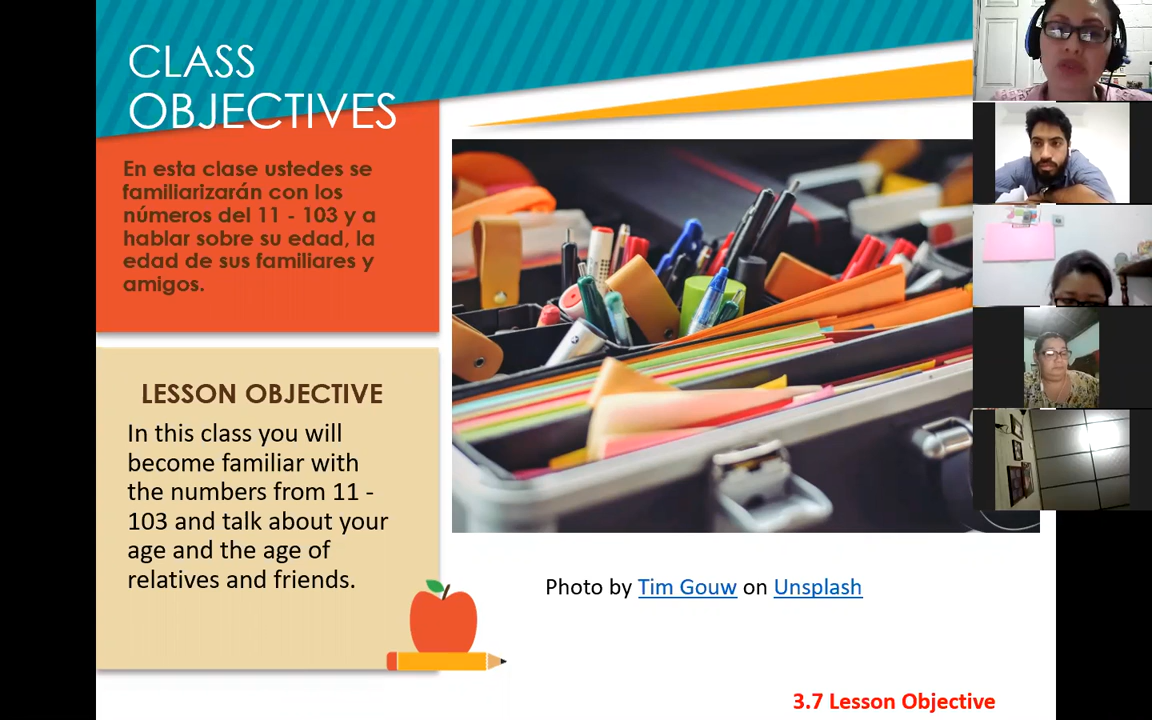 CLASS
OBJECTIVES
En esta clase ustedes se
familiarizarán con los
números del 11 - 103 y a
hablar sobre su edad, la
edad de sus familiares y
amigos.
LESSON OBJECTIVE
In this class you will
become familiar with
the numbers from 11 -
103 and talk about your
age and the age of
relatives and friends.
Photo by Tim Gouw on Unsplash
3.7 Lesson Objective